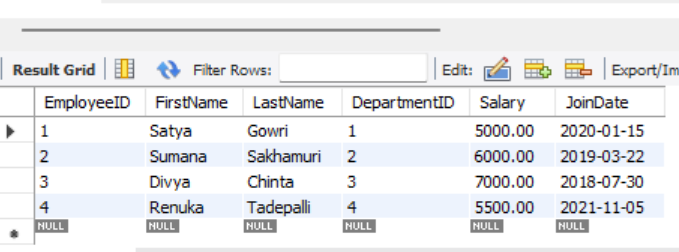 Result Grid Filter Rows: Edit: Export/Im
EmployeeID FirstName LastName DepartmentID Salary JoinDate
1 Satya Gowri 1 5000.00 2020-01-15
2 Sumana Sakhamuri 2 6000.00 2019-03-22
3 Divya Chinta 3 7000.00 2018-07-30
4 Renuka Tadepalli 4 5500.00 2021-11-05
NULL NULL NULL NULL NULL NULL